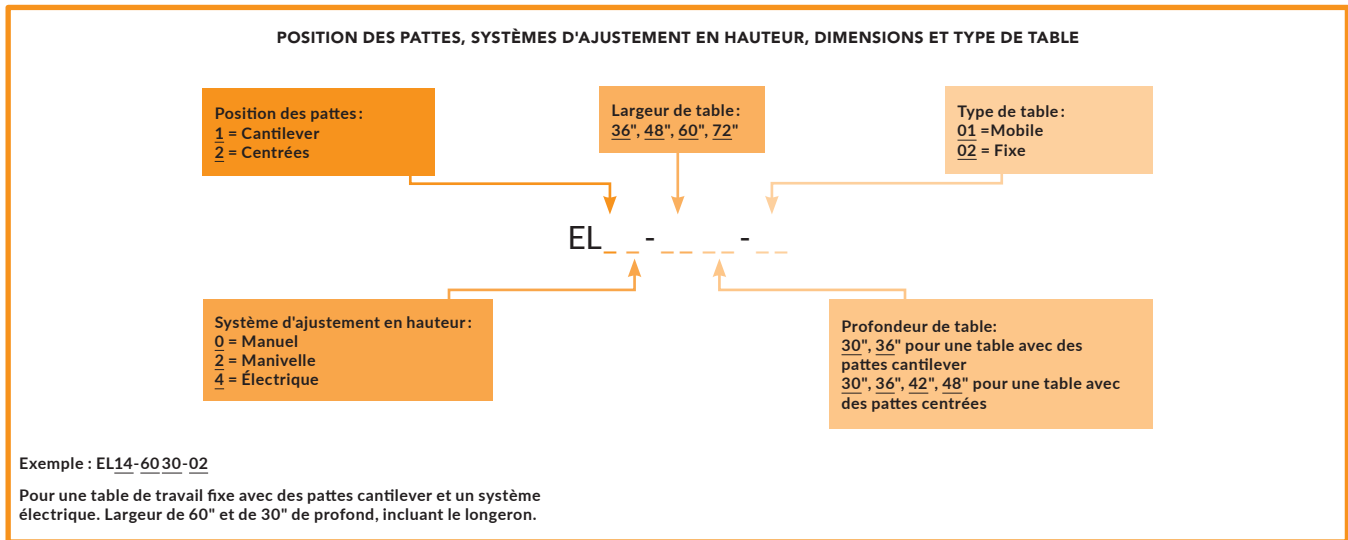 POSITION DES PATTES, SYSTÈMES D'AJUSTEMENT EN HAUTEUR, DIMENSIONS ET TYPE DE TABLE
Position des pattes:
1 = Cantilever
2 = Centrées
Largeur de table:
36", 48", 60", 72"
Type de table:
01 =Mobile
02 = Fixe
EL_ _ - _ _ _ _ - _ _
Système d'ajustement en hauteur:
0 = Manuel
2 = Manivelle
4 = Électrique
Profondeur de table:
30", 36" pour une table avec des
pattes cantilever
30", 36", 42", 48" pour une table avec
des pattes centrées
Exemple : EL14-6030-02
Pour une table de travail fixe avec des pattes cantilever et un système
électrique. Largeur de 60" et de 30" de profond, incluant le longeron.